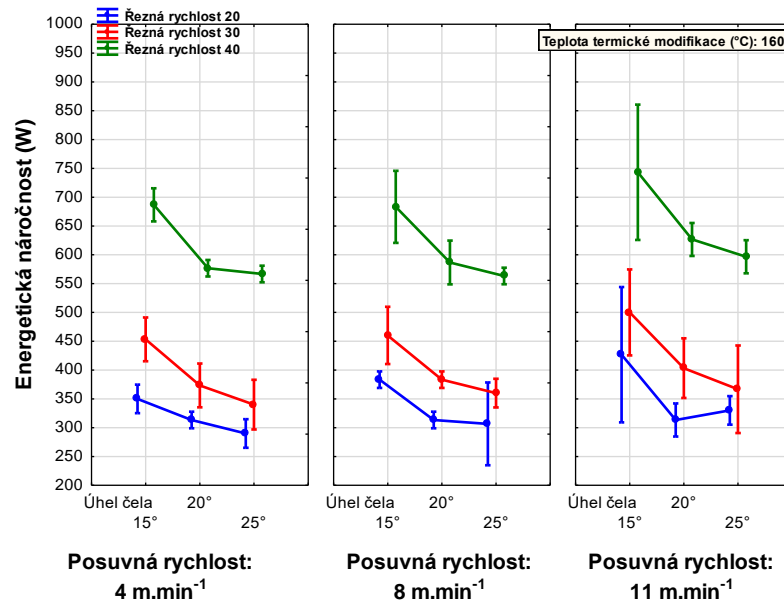 Řezná rychlost 20
Řezná rychlost 30
Řezná rychlost 40
Teplota termické modifikace (°C): 160
Energetická náročnost (W)
1000
950
900
850
800
750
700
650
600
550
500
450
400
350
300
250
200
Úhel čela 20°
15° 25°
Úhel čela 20°
15° 25°
Úhel čela 20°
15° 25°
Posuvná rychlost:
4 m.min⁻¹
Posuvná rychlost:
8 m.min⁻¹
Posuvná rychlost:
11 m.min⁻¹